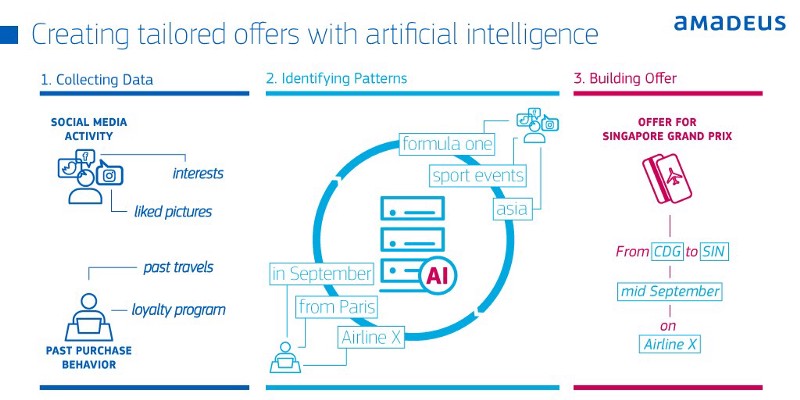 Creating tailored offers with artificial intelligence
amadeus
1. Collecting Data
SOCIAL MEDIA
ACTIVITY
interests
liked pictures
past travels
loyalty program
PAST PURCHASE
BEHAVIOR
2. Identifying Patterns
formula one
sport events
asia
AI
in September
from Paris
Airline X
3. Building Offer
OFFER FOR
SINGAPORE GRAND PRIX
From CDG to SIN
mid September
on
Airline X